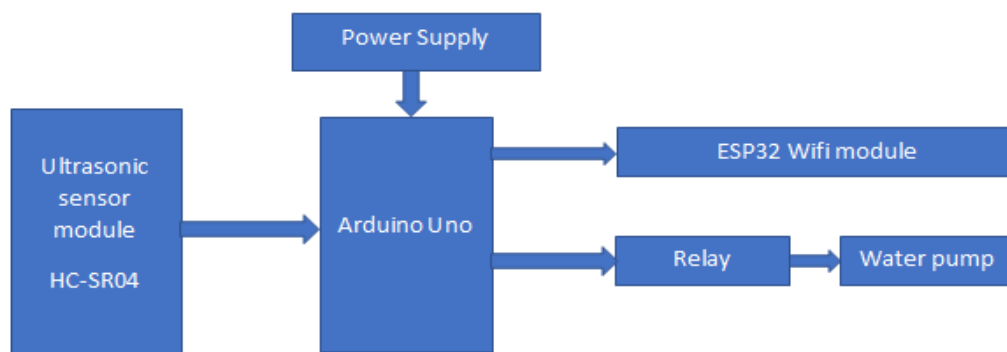 Power Supply
Ultrasonic
sensor
module
HC-SR04
Arduino Uno
ESP32 Wifi module
Relay
Water pump